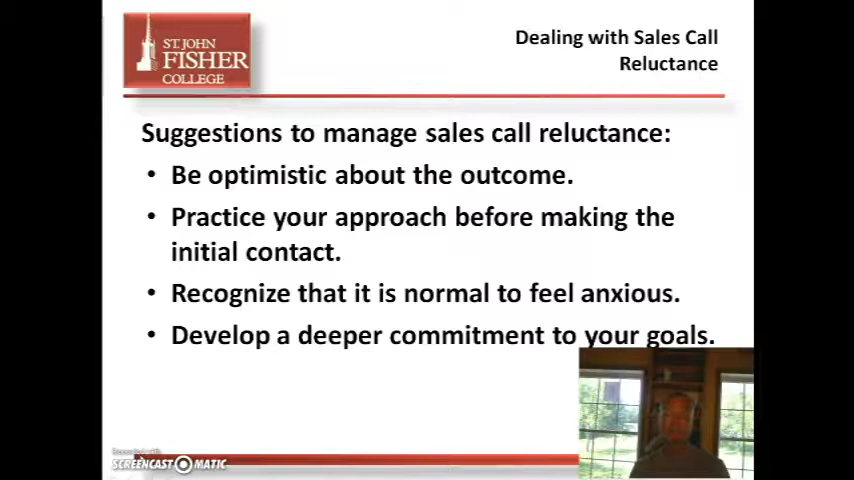 ST. JOHN
FISHER
COLLEGE
Dealing with Sales Call
Reluctance
Suggestions to manage sales call reluctance:
• Be optimistic about the outcome.
• Practice your approach before making the
initial contact.
• Recognize that it is normal to feel anxious.
• Develop a deeper commitment to your goals.
Recorded with
SCREENCAST MATIC